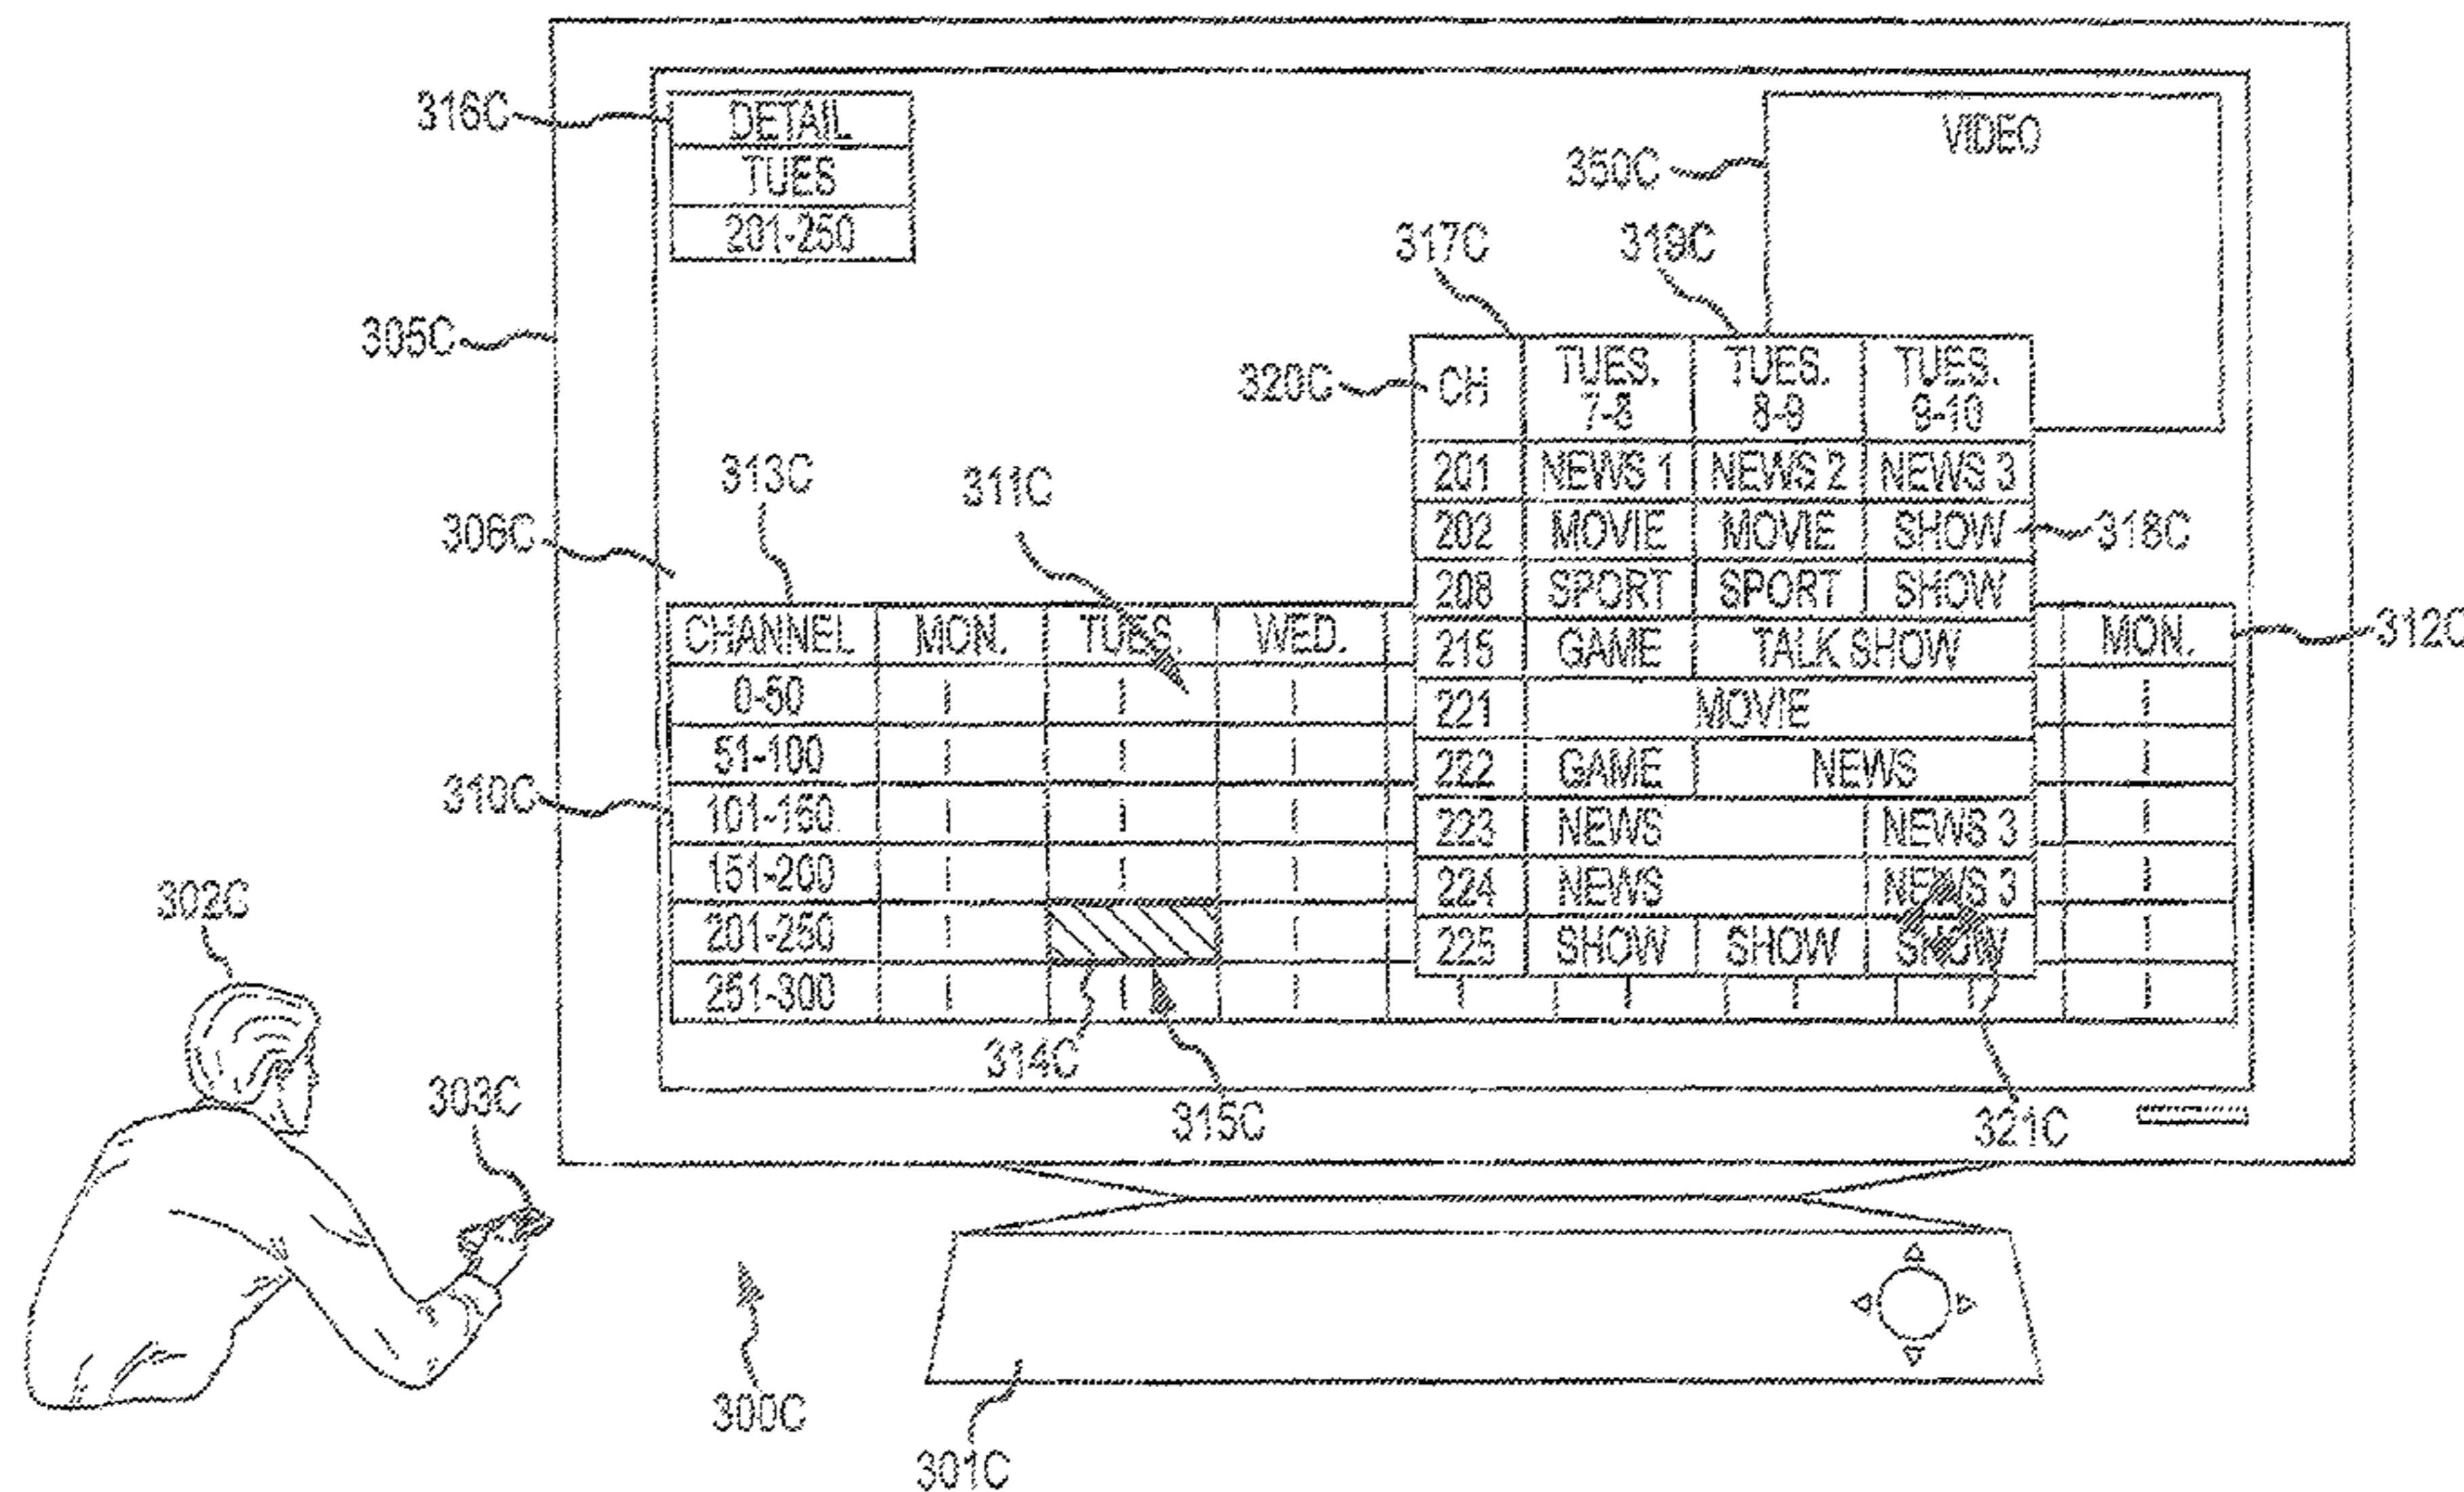 316C
DETAIL
TUES
201-250
VIDEO
350C
317C
319C
305C
320C
CH
TUES. 7-8
TUES. 8-9
TUES. 9-10
201 NEWS 1 NEWS 2 NEWS 3
202 MOVIE MOVIE SHOW
318C
208 SPORT SPORT SHOW
215 GAME TALK SHOW
221 MOVIE
222 GAME NEWS
223 NEWS NEWS 3
224 NEWS NEWS 3
225 SHOW SHOW SHOW
313C
311C
306C
CHANNEL MON. TUES. WED. MON.
312C
0-50
51-100
310C
101-150
151-200
201-250
251-300
302C
314C
303C
315C
321C
300C
301C